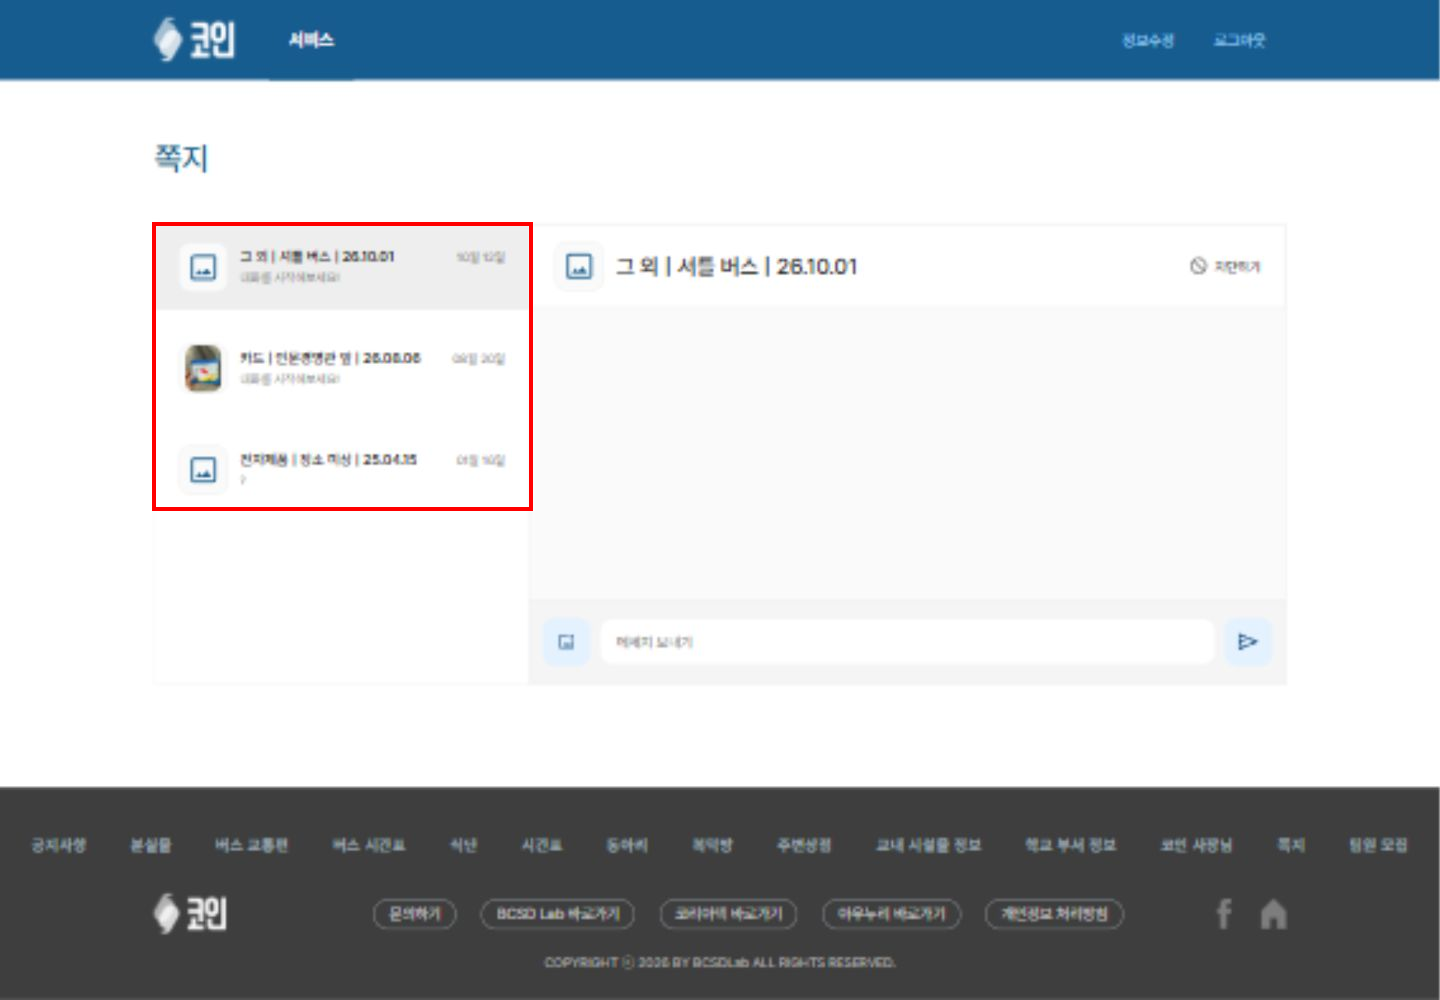 코인
서비스
정보수정
로그아웃
쪽지
그 외 | 셔틀 버스 | 26.10.01
10월 12일
대화를 시작해보세요!
카드 | 인문경영관 앞 | 26.08.06
08월 20일
대화를 시작해보세요!
전자제품 | 장소 미상 | 25.04.15
01월 16일
?
그 외 | 셔틀 버스 | 26.10.01
차단하기
메세지 보내기
공지사항
분실물
버스 교통편
버스 시간표
식단
시간표
동아리
복덕방
주변상점
교내 시설물 정보
학교 부서 정보
코인 사장님
쪽지
팀원 모집
코인
문의하기
BCSD Lab 바로가기
코리아텍 바로가기
아우누리 바로가기
개인정보 처리방침
COPYRIGHT ⓒ 2026 BY BCSDLab ALL RIGHTS RESERVED.